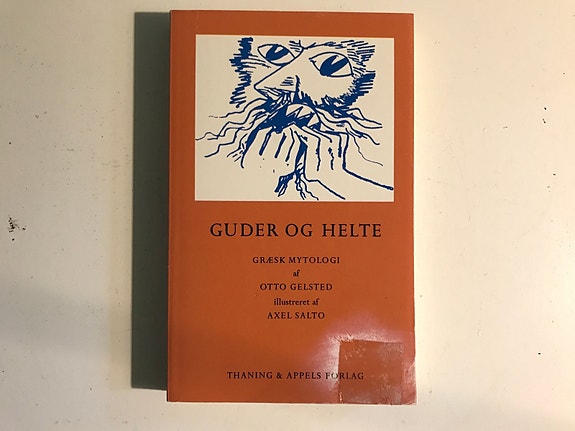 GUDER OG HELTE
GRÆSK MYTOLOGI
af
OTTO GELSTED
illustreret af
AXEL SALTO
THANING & APPELS FORLAG